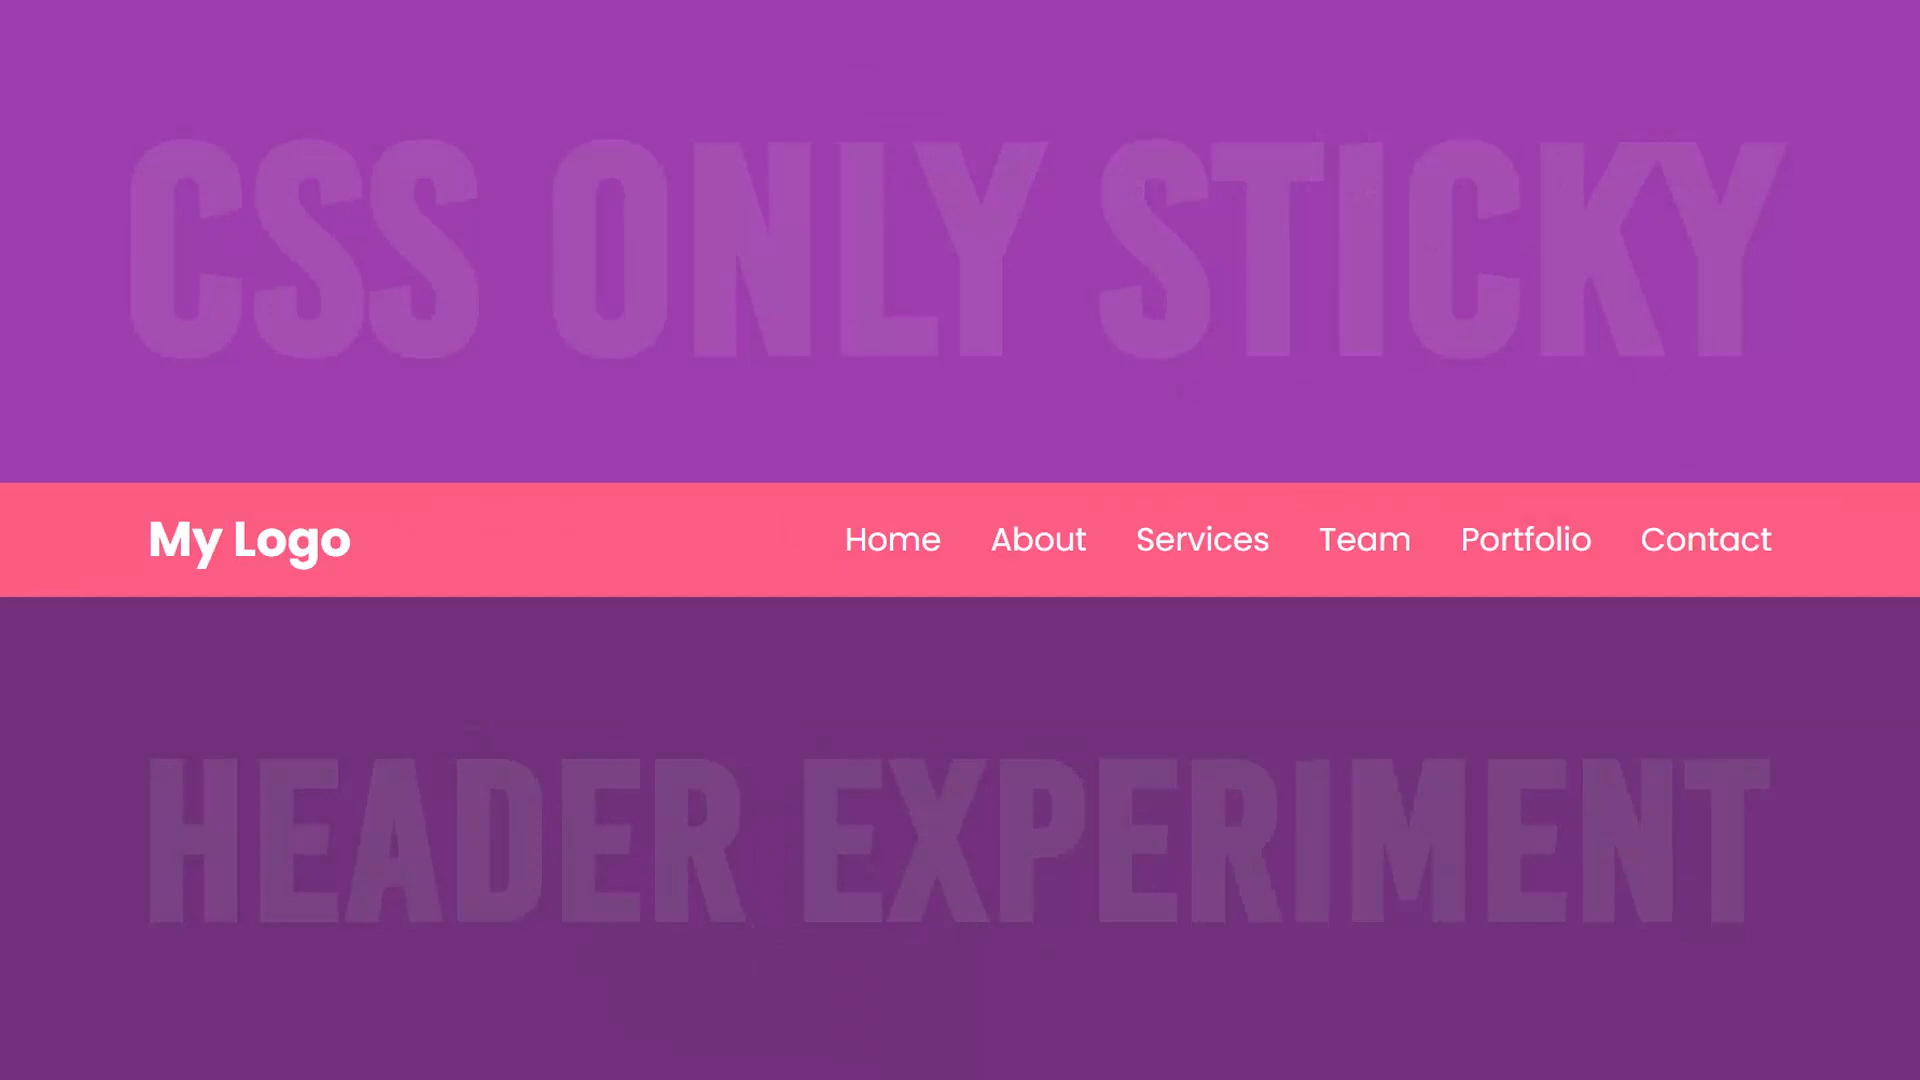 CSS ONLY STICKY
My Logo Home About Services Team Portfolio Contact
HEADER EXPERIMENT